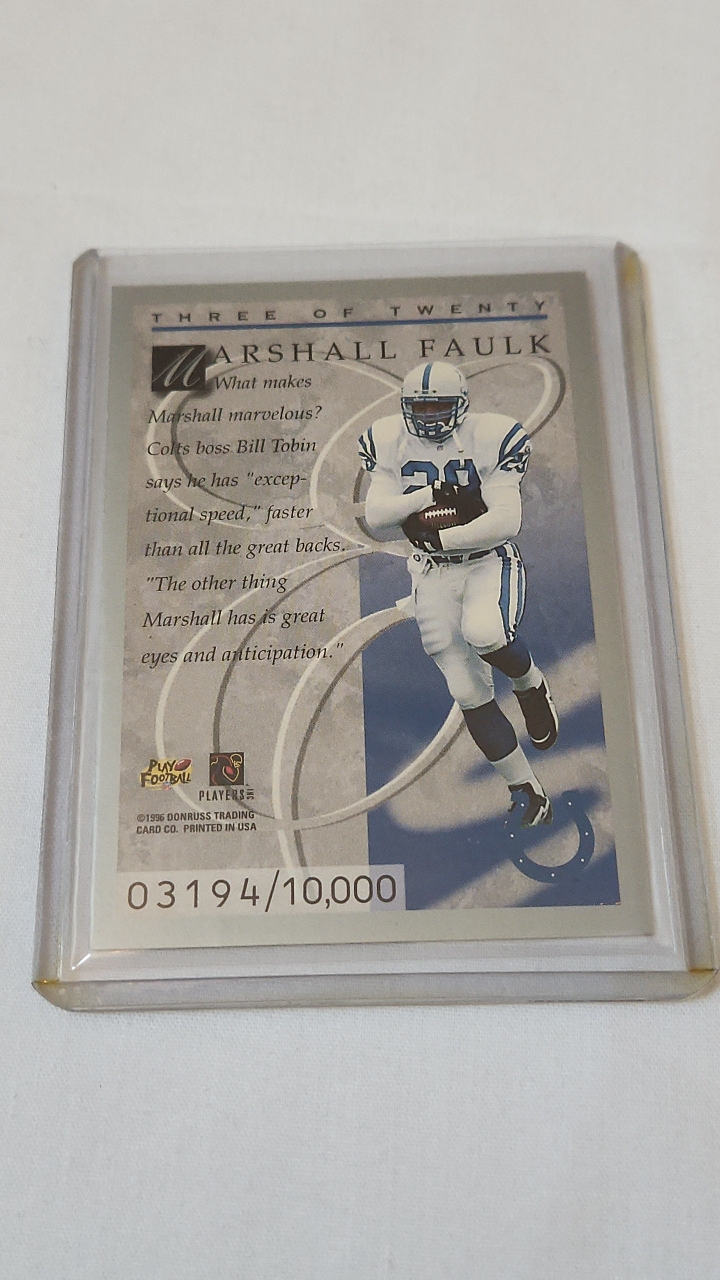 THREE OF TWENTY
MARSHALL FAULK
What makes
Marshall marvelous?
Colts boss Bill Tobin
says he has "excep-
tional speed," faster
than all the great backs.
"The other thing
Marshall has is great
eyes and anticipation."
28
28
PLAY
FOOTBALL
PLAYERS INC
©1996 DONRUSS TRADING
CARD CO. PRINTED IN USA
03194/10,000